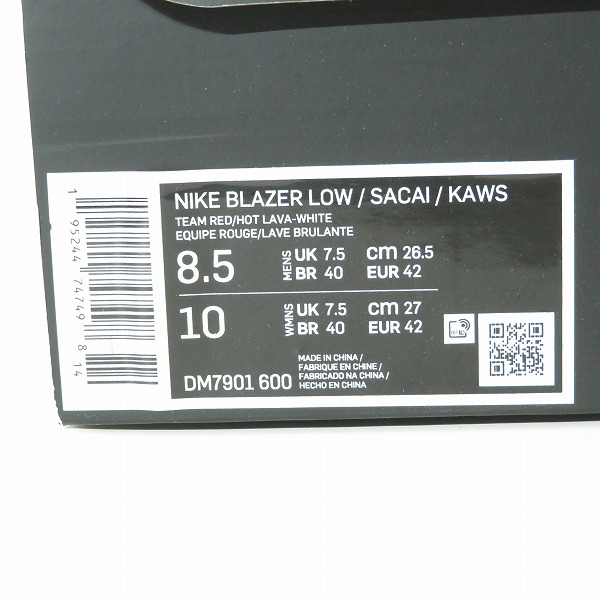 NIKE BLAZER LOW / SACAI / KAWS
TEAM RED/HOT LAVA-WHITE
EQUIPE ROUGE/LAVE BRULANTE
8.5 MENS UK 7.5 cm 26.5
BR 40 EUR 42
10 WMNS UK 7.5 cm 27
BR 40 EUR 42
DM7901 600
MADE IN CHINA /
FABRIQUE EN CHINE /
FABRICADO NA CHINA /
HECHO EN CHINA
1 95244 74749 8 14